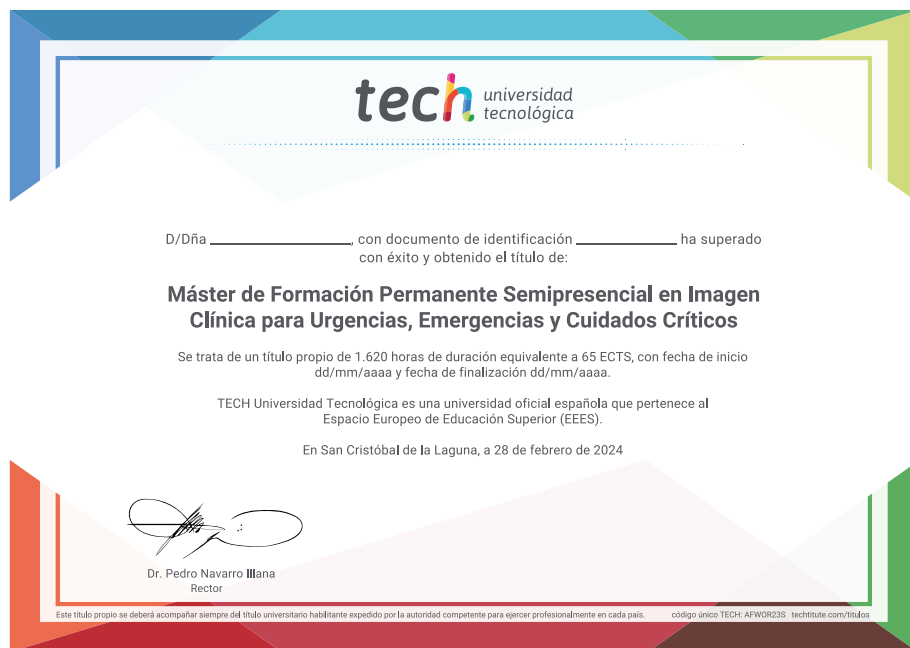 tech universidad
tecnológica
D/Dña ____________, con documento de identificación ____________ ha superado
con éxito y obtenido el título de:
Máster de Formación Permanente Semipresencial en Imagen
Clínica para Urgencias, Emergencias y Cuidados Críticos
Se trata de un título propio de 1.620 horas de duración equivalente a 65 ECTS, con fecha de inicio
dd/mm/aaaa y fecha de finalización dd/mm/aaaa.
TECH Universidad Tecnológica es una universidad oficial española que pertenece al
Espacio Europeo de Educación Superior (EEES).
En San Cristóbal de la Laguna, a 28 de febrero de 2024
Dr. Pedro Navarro Illana
Rector
Este título propio se deberá acompañar siempre del título universitario habilitante expedido por la autoridad competente para ejercer profesionalmente en cada país. código único TECH: AFWOR23S techtitute.com/titulos